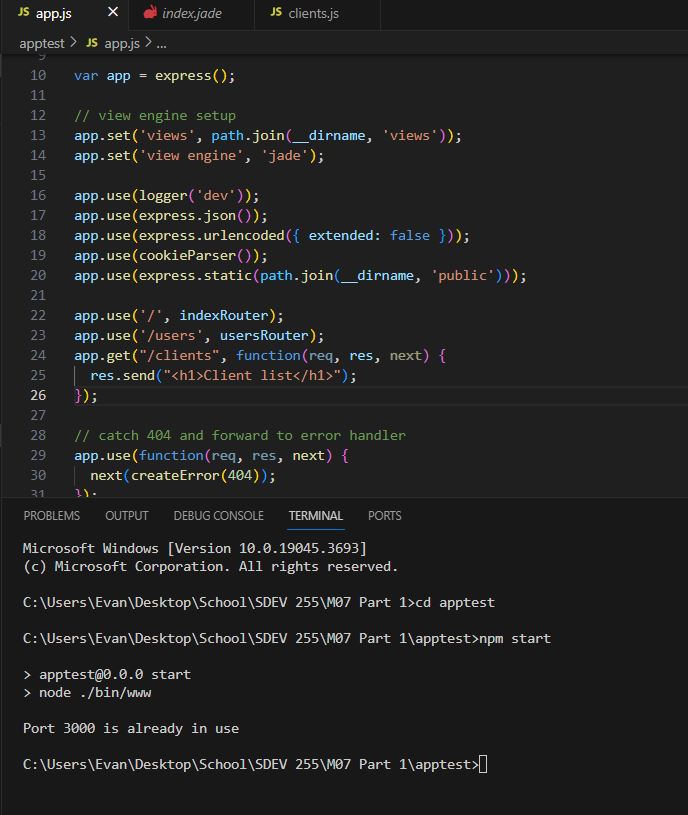 JS app.js × index.jade JS clients.js
apptest > JS app.js > ...
9
10 var app = express();
11
12 // view engine setup
13 app.set('views', path.join(__dirname, 'views'));
14 app.set('view engine', 'jade');
15
16 app.use(logger('dev'));
17 app.use(express.json());
18 app.use(express.urlencoded({ extended: false }));
19 app.use(cookieParser());
20 app.use(express.static(path.join(__dirname, 'public')));
21
22 app.use('/', indexRouter);
23 app.use('/users', usersRouter);
24 app.get("/clients", function(req, res, next) {
25   res.send("<h1>Client list</h1>");
26 });
27
28 // catch 404 and forward to error handler
29 app.use(function(req, res, next) {
30   next(createError(404));
31 });
PROBLEMS OUTPUT DEBUG CONSOLE TERMINAL PORTS
Microsoft Windows [Version 10.0.19045.3693]
(c) Microsoft Corporation. All rights reserved.
C:\Users\Evan\Desktop\School\SDEV 255\M07 Part 1>cd apptest
C:\Users\Evan\Desktop\School\SDEV 255\M07 Part 1\apptest>npm start
> apptest@0.0.0 start
> node ./bin/www
Port 3000 is already in use
C:\Users\Evan\Desktop\School\SDEV 255\M07 Part 1\apptest>